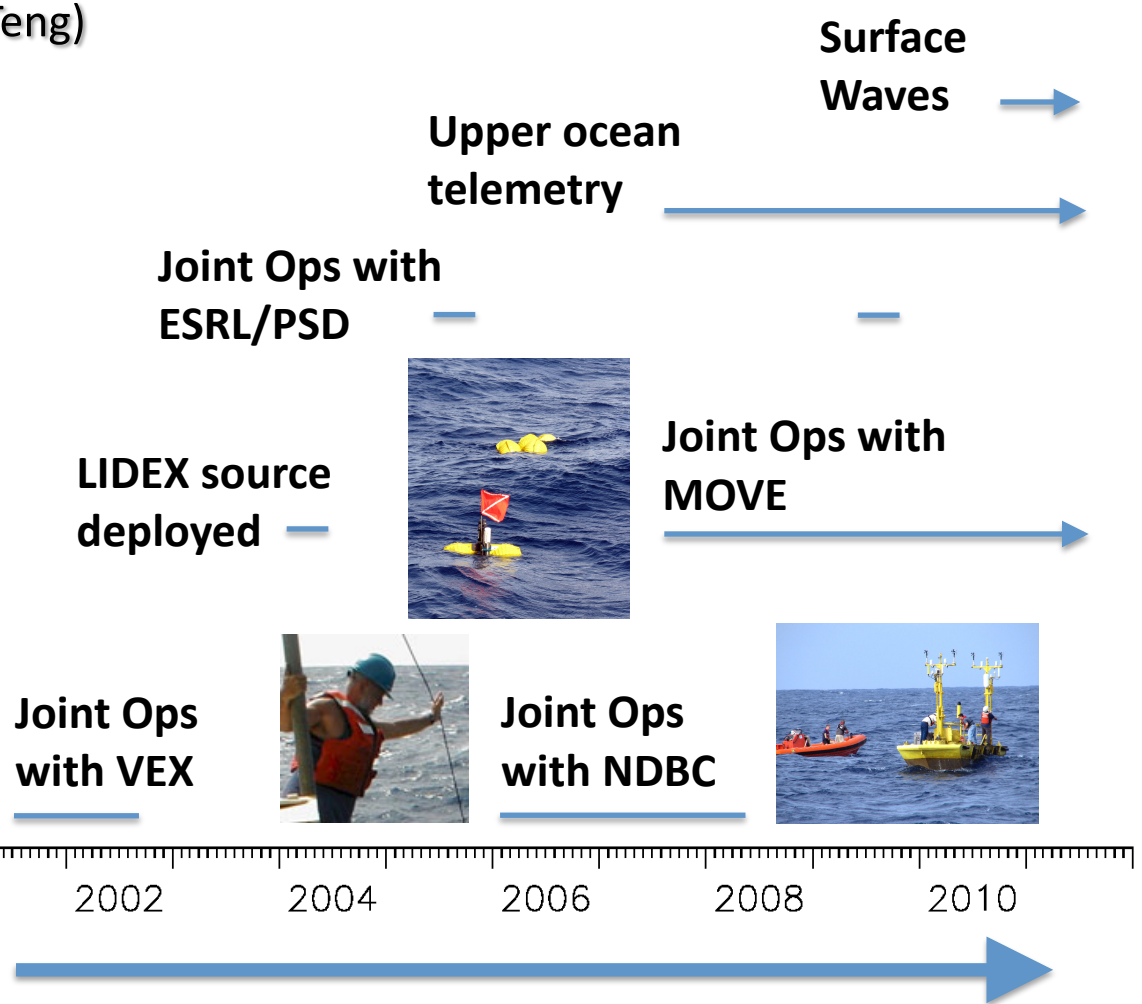 Surface
Waves
Upper ocean
telemetry
Joint Ops with
ESRL/PSD
LIDEX source
deployed
Joint Ops with
MOVE
Joint Ops
with VEX
Joint Ops
with NDBC
2002 2004 2006 2008 2010